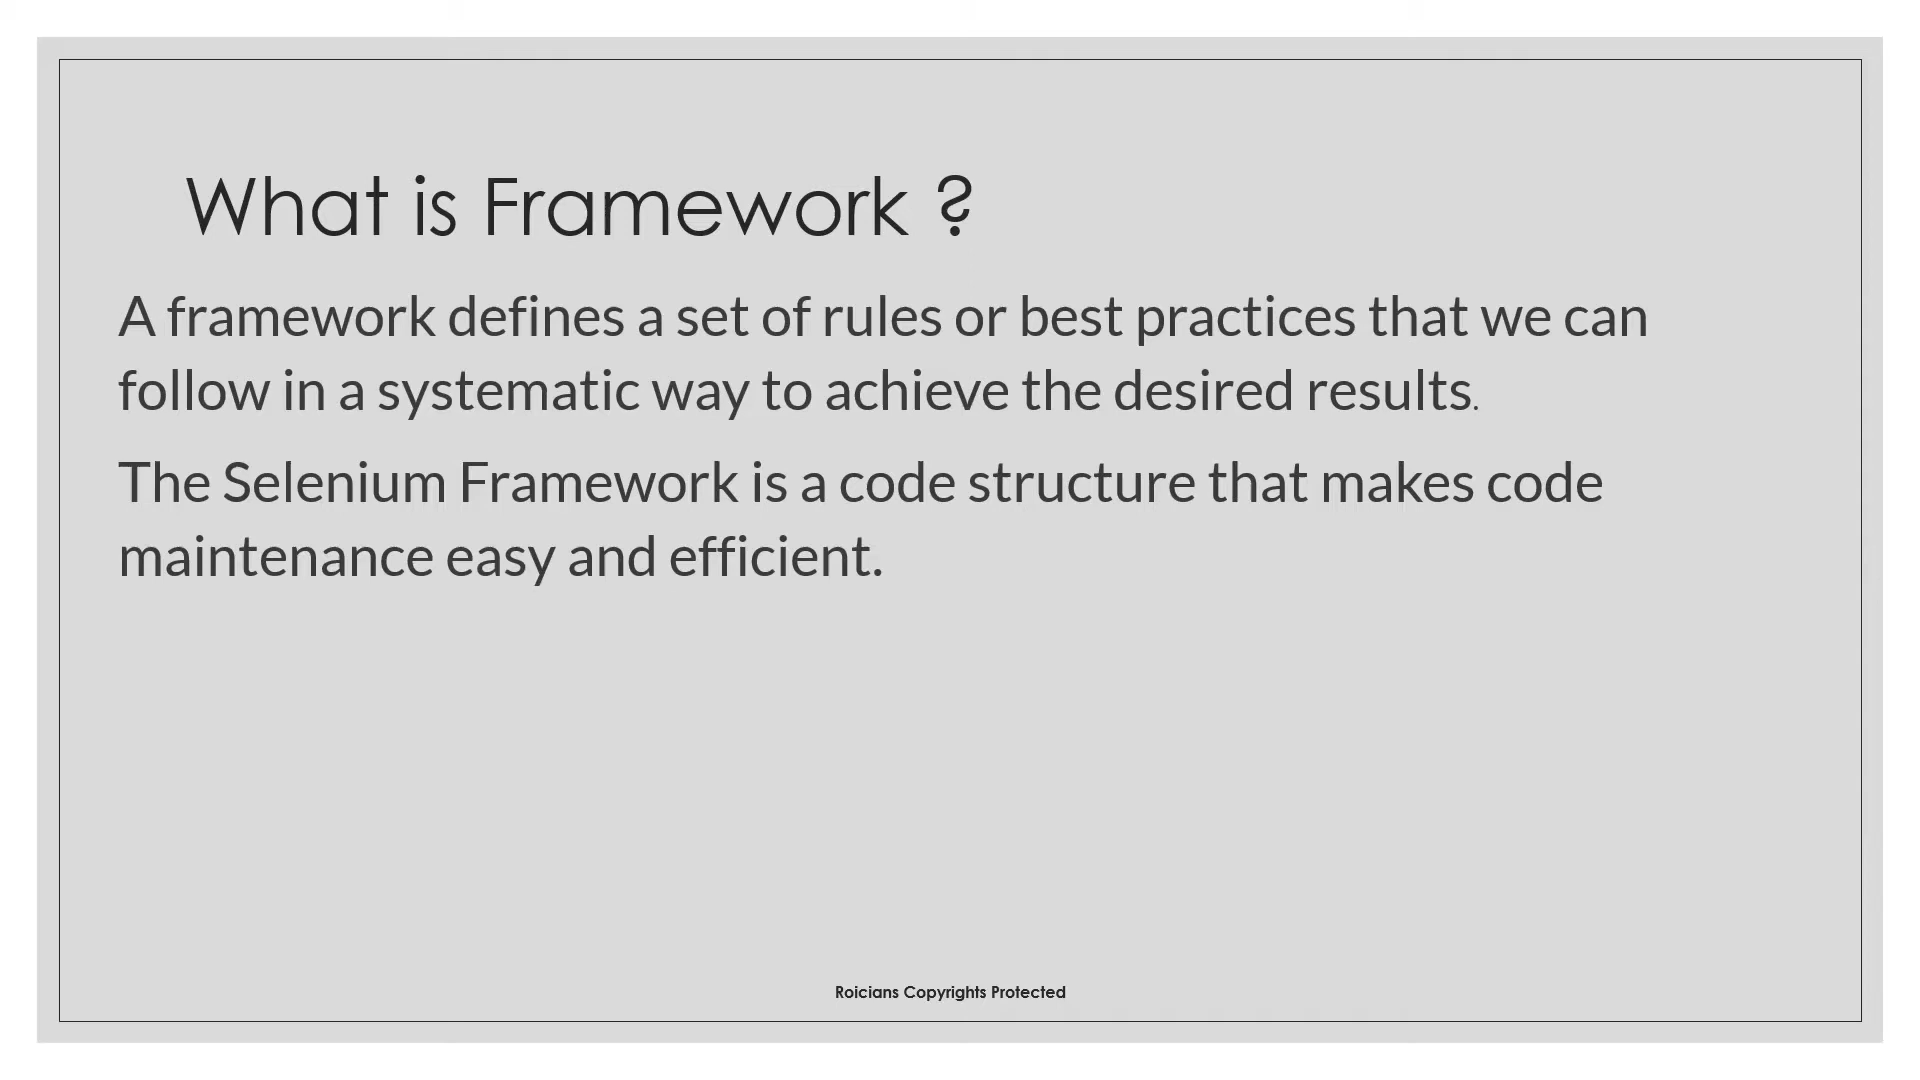 What is Framework ?
A framework defines a set of rules or best practices that we can
follow in a systematic way to achieve the desired results.
The Selenium Framework is a code structure that makes code
maintenance easy and efficient.
Roicians Copyrights Protected